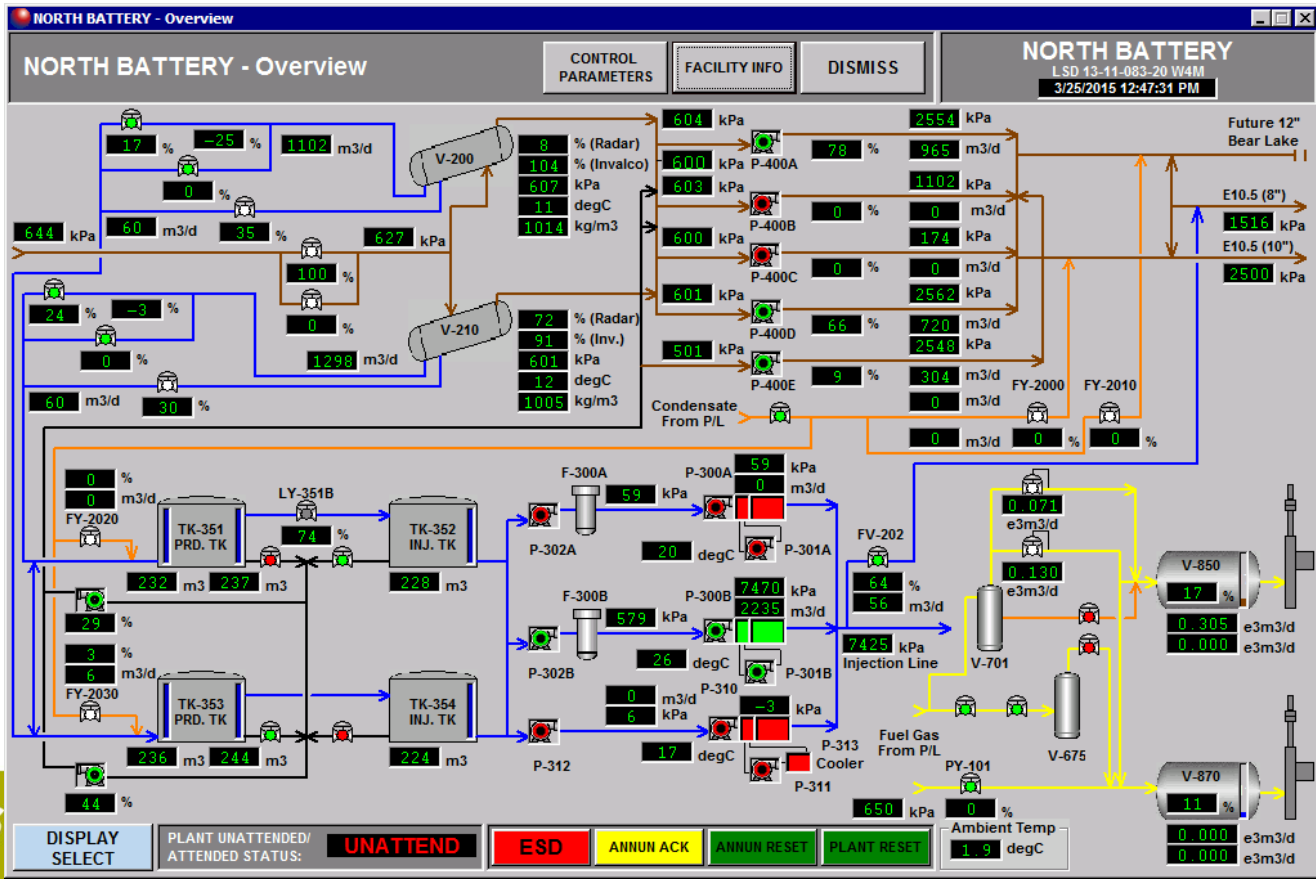 NORTH BATTERY - Overview
NORTH BATTERY - Overview
CONTROL PARAMETERS
FACILITY INFO
DISMISS
NORTH BATTERY
LSD 13-11-083-20 W4M
3/25/2015 12:47:31 PM
17 %
-25 %
1102 m3/d
0 %
60 m3/d
35 %
644 kPa
627 kPa
100 %
0 %
V-200
8 % (Radar)
104 % (Invalco)
607 kPa
11 degC
1014 kg/m3
24 %
-3 %
0 %
1298 m3/d
60 m3/d
30 %
V-210
72 % (Radar)
91 % (Inv.)
601 kPa
12 degC
1005 kg/m3
604 kPa
600 kPa
603 kPa
600 kPa
601 kPa
501 kPa
P-400A
78 %
P-400B
0 %
P-400C
0 %
P-400D
66 %
P-400E
9 %
2554 kPa
965 m3/d
1102 kPa
0 m3/d
174 kPa
0 m3/d
2562 kPa
720 m3/d
2548 kPa
304 m3/d
0 m3/d
0 m3/d
Future 12"
Bear Lake
E10.5 (8")
1516 kPa
E10.5 (10")
2500 kPa
FY-2000
0 %
FY-2010
0 %
Condensate
From P/L
0 %
0 m3/d
FY-2020
TK-351
PRD. TK
232 m3
237 m3
LY-351B
74 %
TK-352
INJ. TK
228 m3
29 %
3 %
6 m3/d
FY-2030
TK-353
PRD. TK
236 m3
244 m3
TK-354
INJ. TK
224 m3
44 %
P-302A
F-300A
59 kPa
P-300A
59 kPa
0 m3/d
20 degC
P-301A
P-302B
F-300B
579 kPa
P-300B
7470 kPa
2235 m3/d
26 degC
P-301B
P-312
0 m3/d
6 kPa
P-310
-3 kPa
17 degC
P-313
Cooler
P-311
FV-202
64 %
56 m3/d
7425 kPa
Injection Line
0.071
e3m3/d
0.130
e3m3/d
V-701
V-675
Fuel Gas
From P/L
PY-101
650 kPa
0 %
V-850
17 %
0.305 e3m3/d
0.000 e3m3/d
V-870
11 %
0.000 e3m3/d
0.000 e3m3/d
DISPLAY
SELECT
PLANT UNATTENDED/
ATTENDED STATUS:
UNATTEND
ESD
ANNUN ACK
ANNUN RESET
PLANT RESET
Ambient Temp
1.9 degC